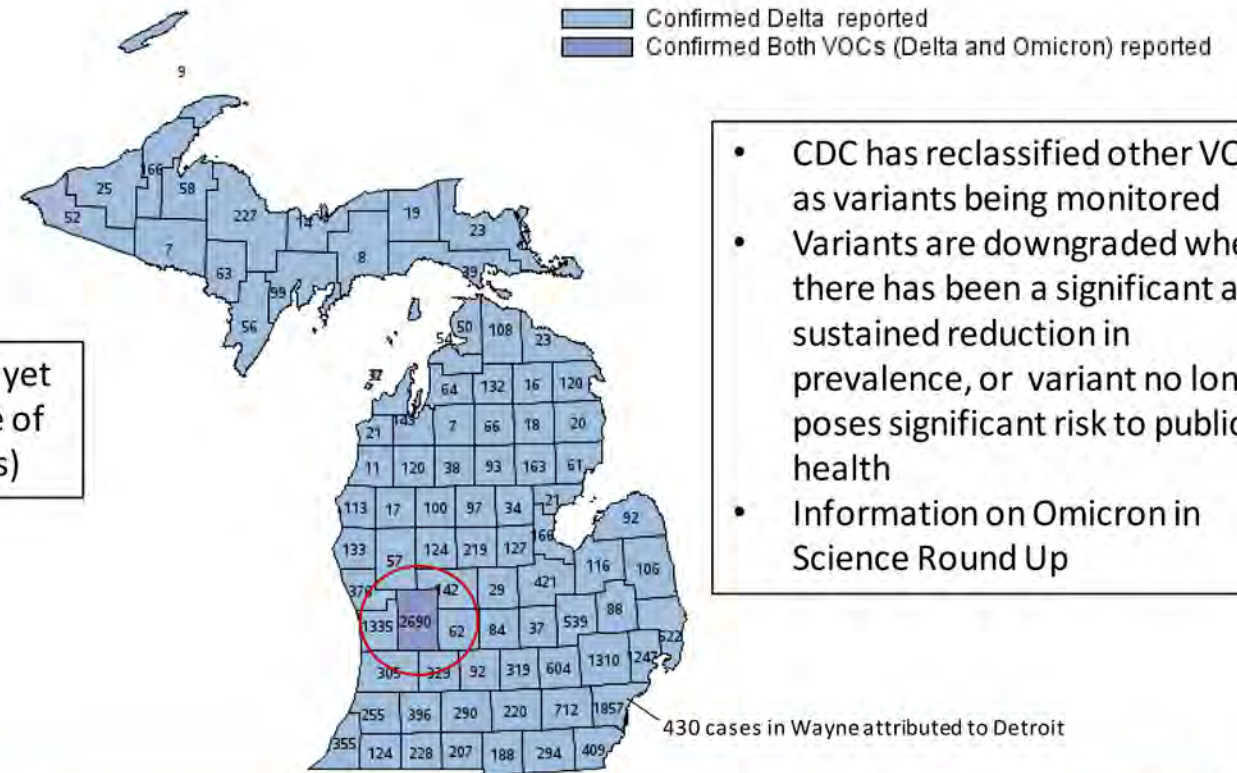 Confirmed Delta reported
Confirmed Both VOCs (Delta and Omicron) reported
9
166
25
58
52
227
14
19
23
7
8
63
39
99
7
56
yet
e of
s)
• CDC has reclassified other VO
as variants being monitored
• Variants are downgraded whe
there has been a significant a
sustained reduction in
prevalence, or variant no lon
poses significant risk to public
health
• Information on Omicron in
Science Round Up
50 108 23
54
64 132 16 120
143
21 7 66 18 20
11 120 38 93 163 61
113 17 100 97 34 21
92
133 57 124 219 127 166
116 106
376 142 29 421
1335 2690 62 84 37 539 88
522
305 329 92 319 604 1310 1247
255 396 290 220 712 1857
430 cases in Wayne attributed to Detroit
355 124 228 207 188 294 409